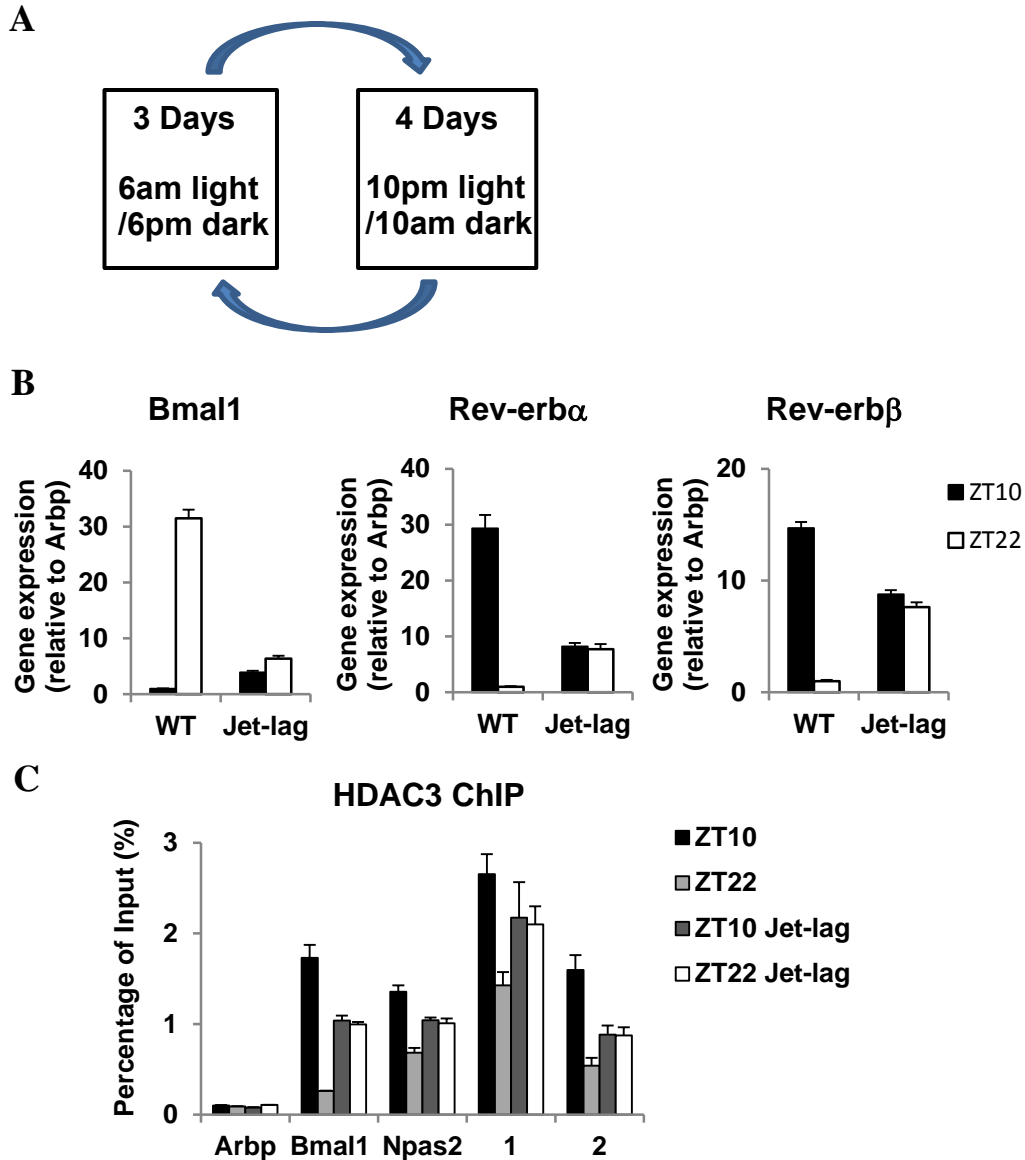 A
3 Days
6am light
/6pm dark
4 Days
10pm light
/10am dark
B
Bmal1
Gene expression
(relative to Arbp)
40
30
20
10
0
WT Jet-lag
Rev-erbα
Gene expression
(relative to Arbp)
40
30
20
10
0
WT Jet-lag
Rev-erbβ
Gene expression
(relative to Arbp)
20
10
0
WT Jet-lag
ZT10
ZT22
C
HDAC3 ChIP
Percentage of Input (%)
3
2
1
0
Arbp Bmal1 Npas2 1 2
ZT10
ZT22
ZT10 Jet-lag
ZT22 Jet-lag